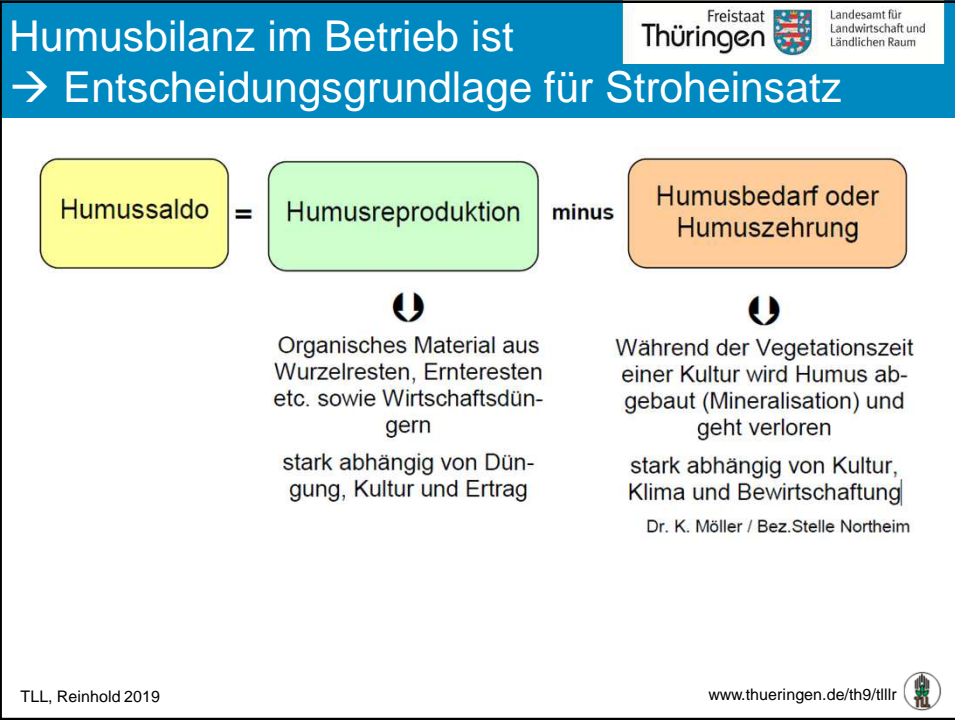 Humusbilanz im Betrieb ist
→ Entscheidungsgrundlage für Stroheinsatz
Freistaat
Thüringen
Landesamt für
Landwirtschaft und
Ländlichen Raum
Humussaldo
=
Humusreproduktion
minus
Humusbedarf oder
Humuszehrung
Organisches Material aus
Wurzelresten, Ernteresten
etc. sowie Wirtschaftsdün-
gern
stark abhängig von Dün-
gung, Kultur und Ertrag
Während der Vegetationszeit
einer Kultur wird Humus ab-
gebaut (Mineralisation) und
geht verloren
stark abhängig von Kultur,
Klima und Bewirtschaftung
Dr. K. Möller / Bez.Stelle Northeim
TLL, Reinhold 2019
www.thueringen.de/th9/tlllr
TLL